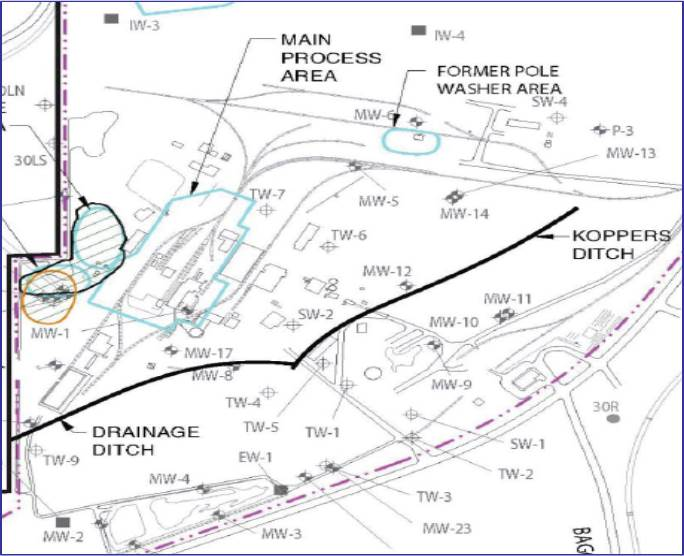 IW-3
IW-4
MAIN
PROCESS
AREA
FORMER POLE
WASHER AREA
OLN
E
A
SW-4
MW-6
P-3
30LS
MW-13
MW-5
MW-14
TW-7
TW-6
KOPPERS
DITCH
MW-12
MW-11
SW-2
MW-10
MW-1
MW-17
MW-8
MW-9
TW-4
TW-5
TW-1
30R
DRAINAGE
DITCH
SW-1
TW-9
EW-1
TW-2
MW-4
TW-3
MW-2
MW-3
MW-23
BAG